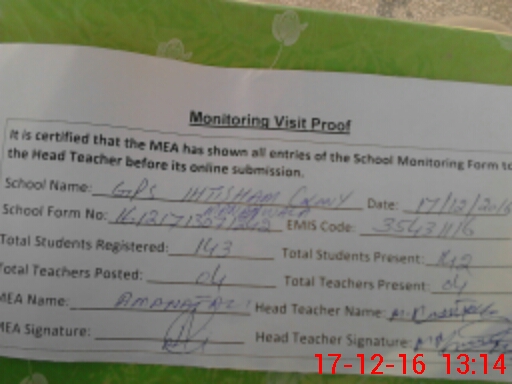 Monitoring Visit Proof
It is certified that the MEA has shown all entries of the School Monitoring Form to
the Head Teacher before its online submission.
School Name: GPS IHTISHAM COLONY Date: 17/12/2016
School Form No: EMIS Code: 35431116
Total Students Registered: 143 Total Students Present: 142
Total Teachers Posted: 04 Total Teachers Present: 04
MEA Name: AMANAT ALI Head Teacher Name:
MEA Signature: Head Teacher Signature:
17-12-16 13:14